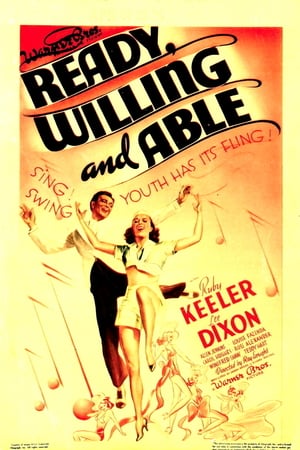 Warner Bros.
READY,
WILLING
and ABLE
SING!
SWING
YOUTH HAS ITS FLING!
Ruby
KEELER
Lee
DIXON
ALLEN JENKINS LOUISE FAZENDA
CAROL HUGHES ROSS ALEXANDER
WINIFRED SHAW TEDDY HART
Directed by Ray Enright
Warner Bros.
PICTURE